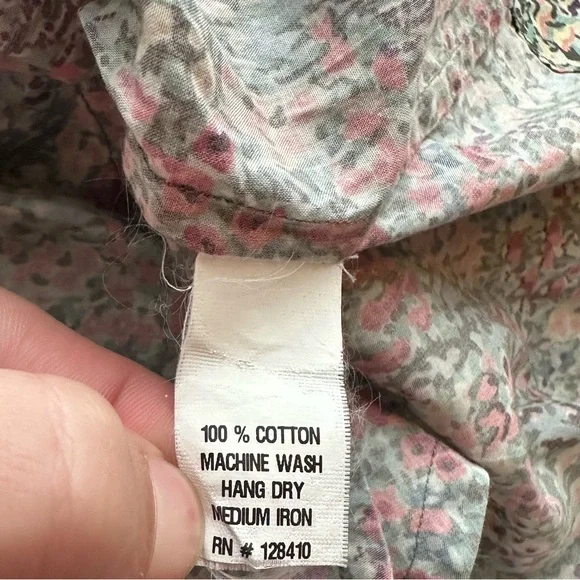 100 % COTTON
MACHINE WASH
HANG DRY
MEDIUM IRON
RN # 128410